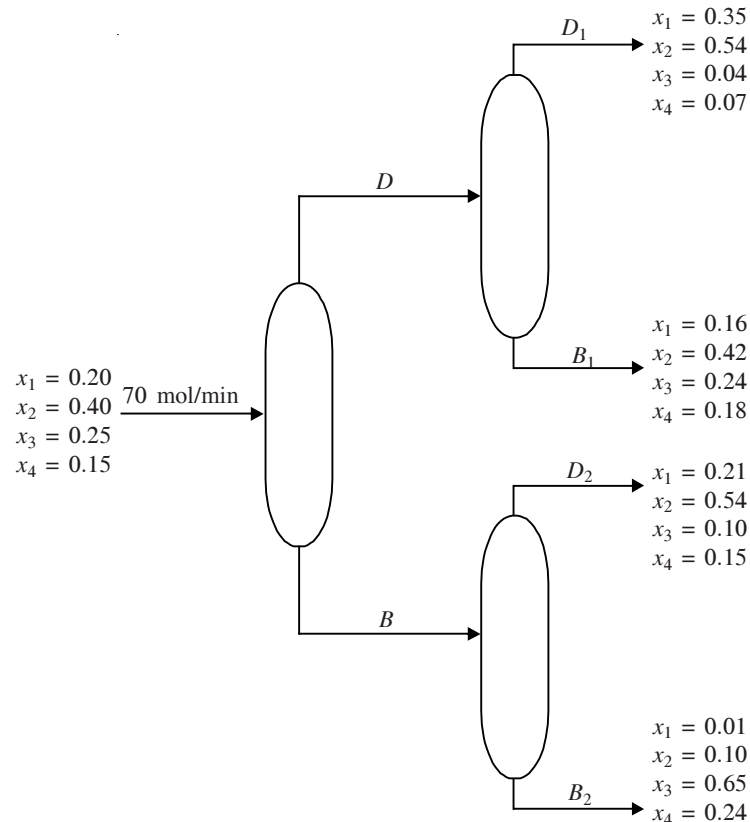 D₁
x₁ = 0.35
x₂ = 0.54
x₃ = 0.04
x₄ = 0.07
D
B₁
x₁ = 0.16
x₂ = 0.42
x₃ = 0.24
x₄ = 0.18
x₁ = 0.20
x₂ = 0.40
x₃ = 0.25
x₄ = 0.15
70 mol/min
D₂
x₁ = 0.21
x₂ = 0.54
x₃ = 0.10
x₄ = 0.15
B
B₂
x₁ = 0.01
x₂ = 0.10
x₃ = 0.65
x₄ = 0.24